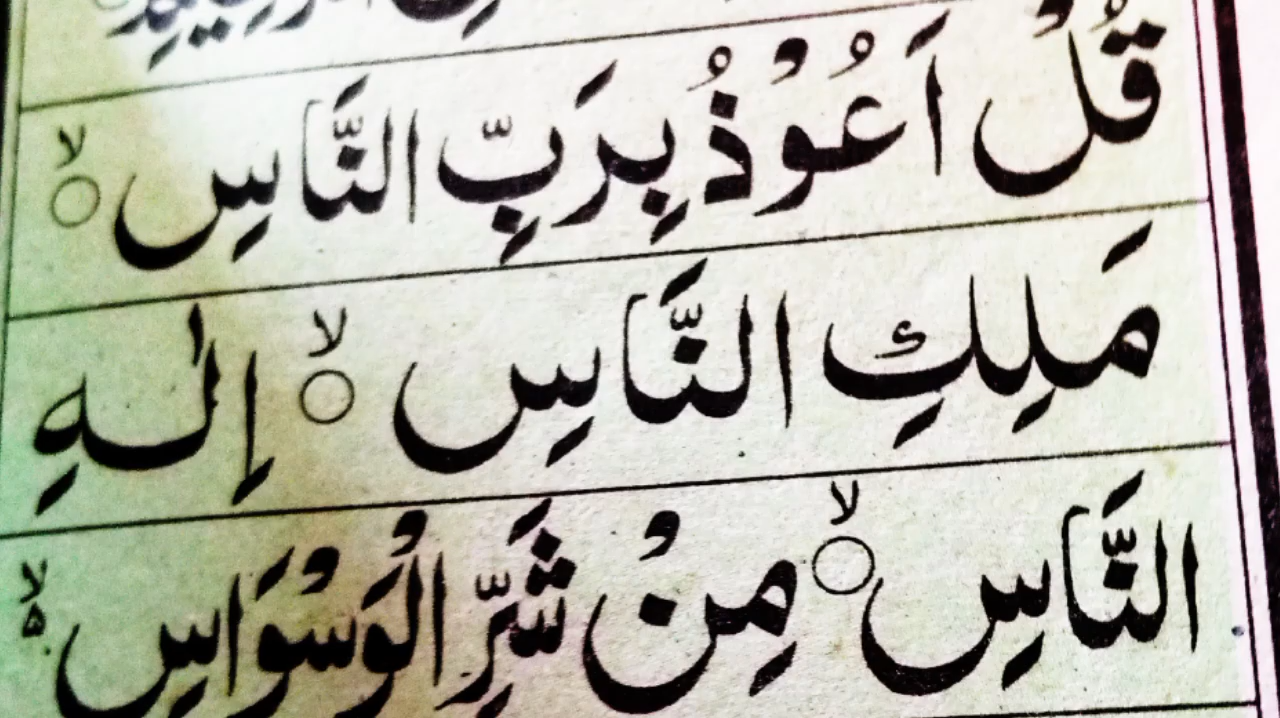 قُلْ اَعُوْذُ بِرَبِّ النَّاسِ ۙ
مَلِكِ النَّاسِ ۙ اِلٰهِ
النَّاسِ ۙ مِنْ شَرِّ الْوَسْوَاسِ ۙ